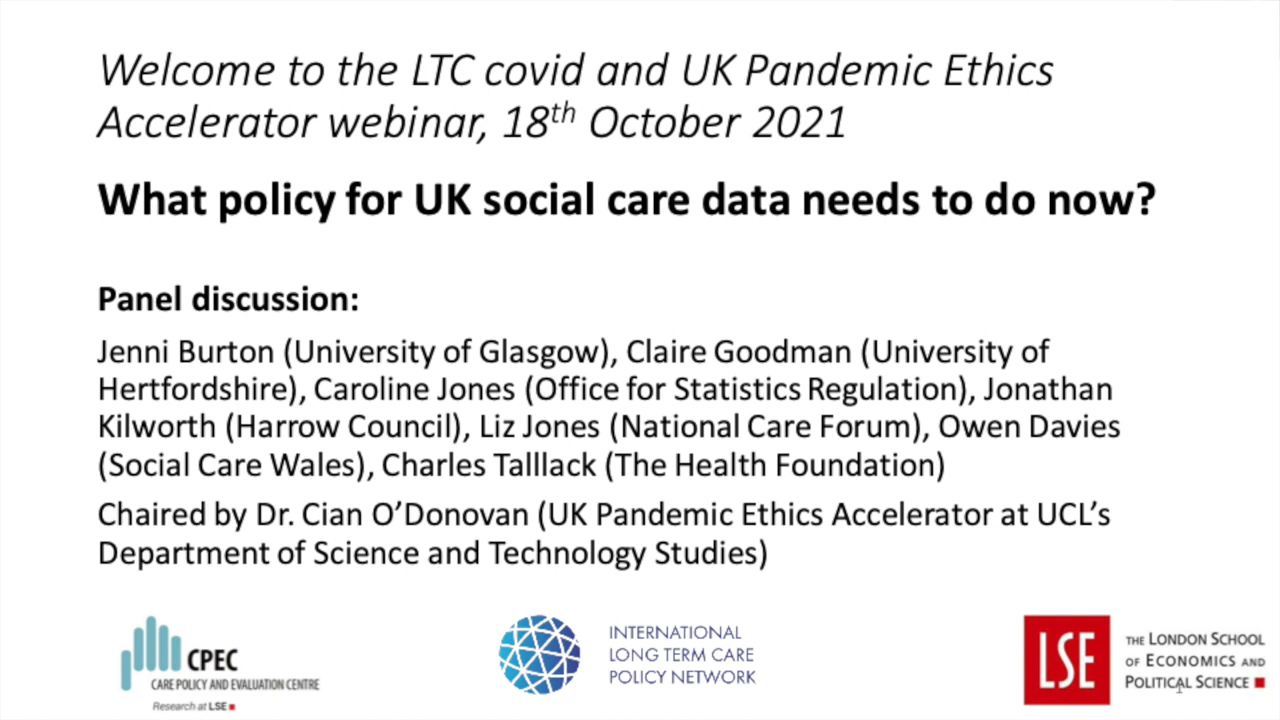 Welcome to the LTC covid and UK Pandemic Ethics
Accelerator webinar, 18th October 2021
What policy for UK social care data needs to do now?
Panel discussion:
Jenni Burton (University of Glasgow), Claire Goodman (University of
Hertfordshire), Caroline Jones (Office for Statistics Regulation), Jonathan
Kilworth (Harrow Council), Liz Jones (National Care Forum), Owen Davies
(Social Care Wales), Charles Talllack (The Health Foundation)
Chaired by Dr. Cian O’Donovan (UK Pandemic Ethics Accelerator at UCL’s
Department of Science and Technology Studies)
CPEC
CARE POLICY AND EVALUATION CENTRE
Research at LSE
INTERNATIONAL
LONG TERM CARE
POLICY NETWORK
LSE
THE LONDON SCHOOL
OF ECONOMICS AND
POLITICAL SCIENCE
1